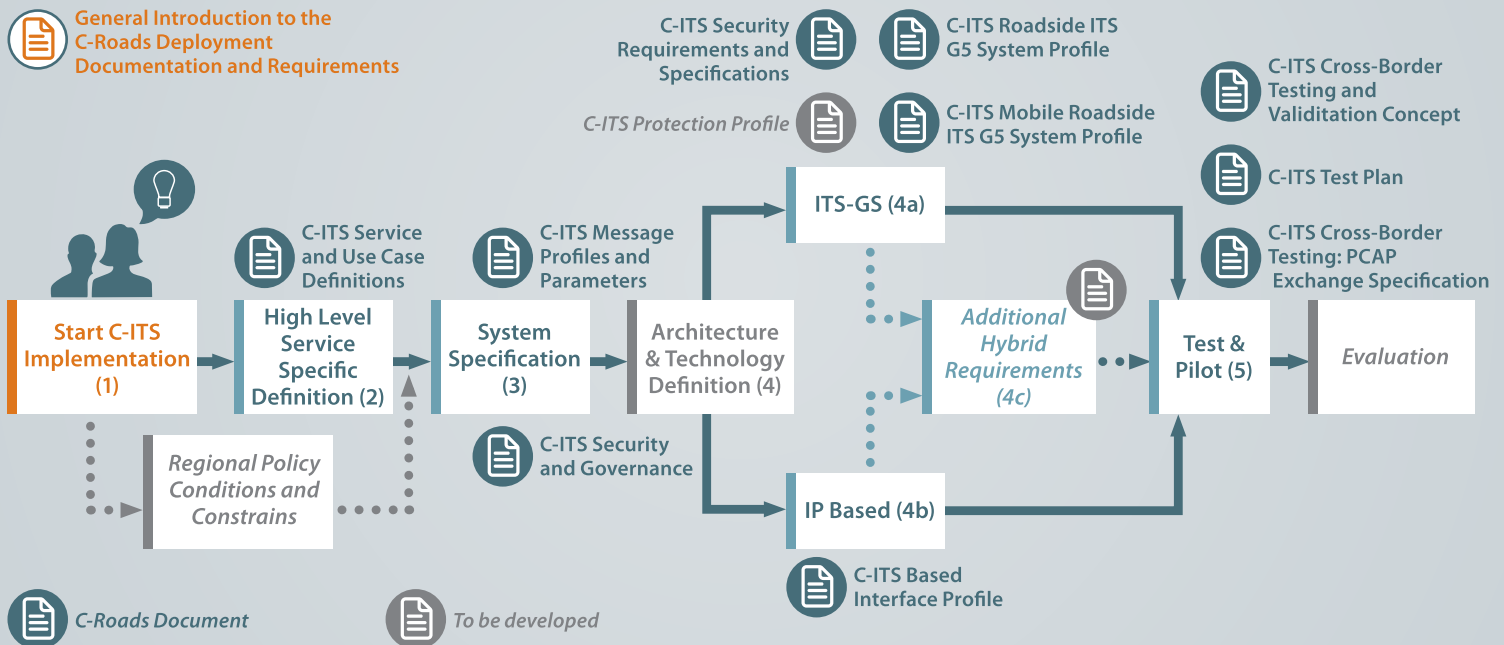 General Introduction to the
C-Roads Deployment
Documentation and Requirements
C-ITS Security
Requirements and
Specifications
C-ITS Roadside ITS
G5 System Profile
C-ITS Protection Profile
C-ITS Mobile Roadside
ITS G5 System Profile
C-ITS Cross-Border
Testing and
Validitation Concept
C-ITS Test Plan
C-ITS Cross-Border
Testing: PCAP
Exchange Specification
C-ITS Service
and Use Case
Definitions
C-ITS Message
Profiles and
Parameters
ITS-GS (4a)
Start C-ITS
Implementation
(1)
High Level
Service
Specific
Definition (2)
System
Specification
(3)
Architecture
& Technology
Definition (4)
Additional
Hybrid
Requirements
(4c)
Test &
Pilot (5)
Evaluation
Regional Policy
Conditions and
Constrains
C-ITS Security
and Governance
IP Based (4b)
C-ITS Based
Interface Profile
C-Roads Document
To be developed